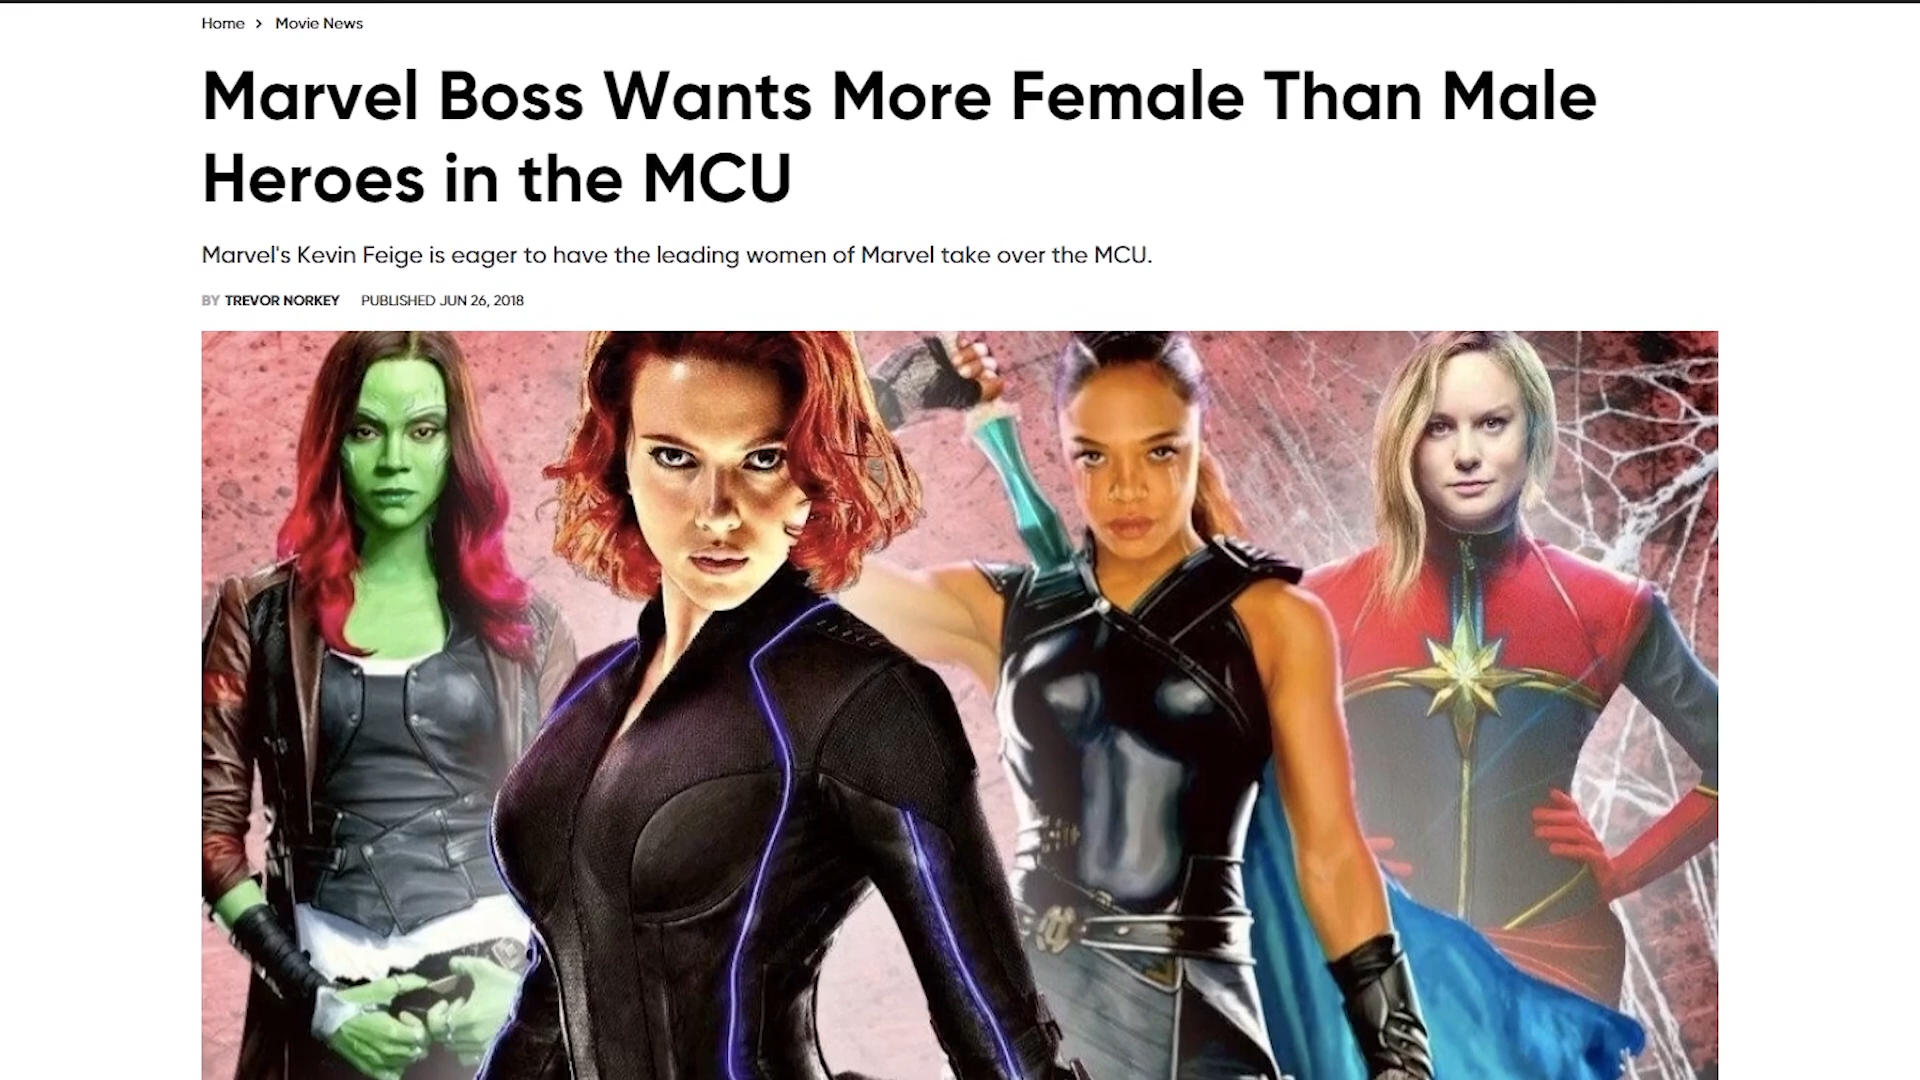 Home > Movie News
Marvel Boss Wants More Female Than Male
Heroes in the MCU
Marvel's Kevin Feige is eager to have the leading women of Marvel take over the MCU.
BY TREVOR NORKEY PUBLISHED JUN 26, 2018